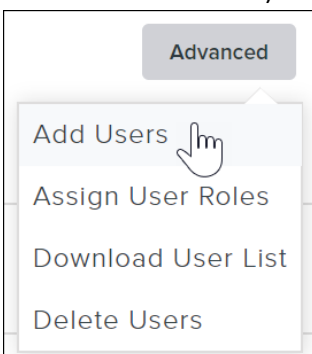 Advanced
Add Users
Assign User Roles
Download User List
Delete Users